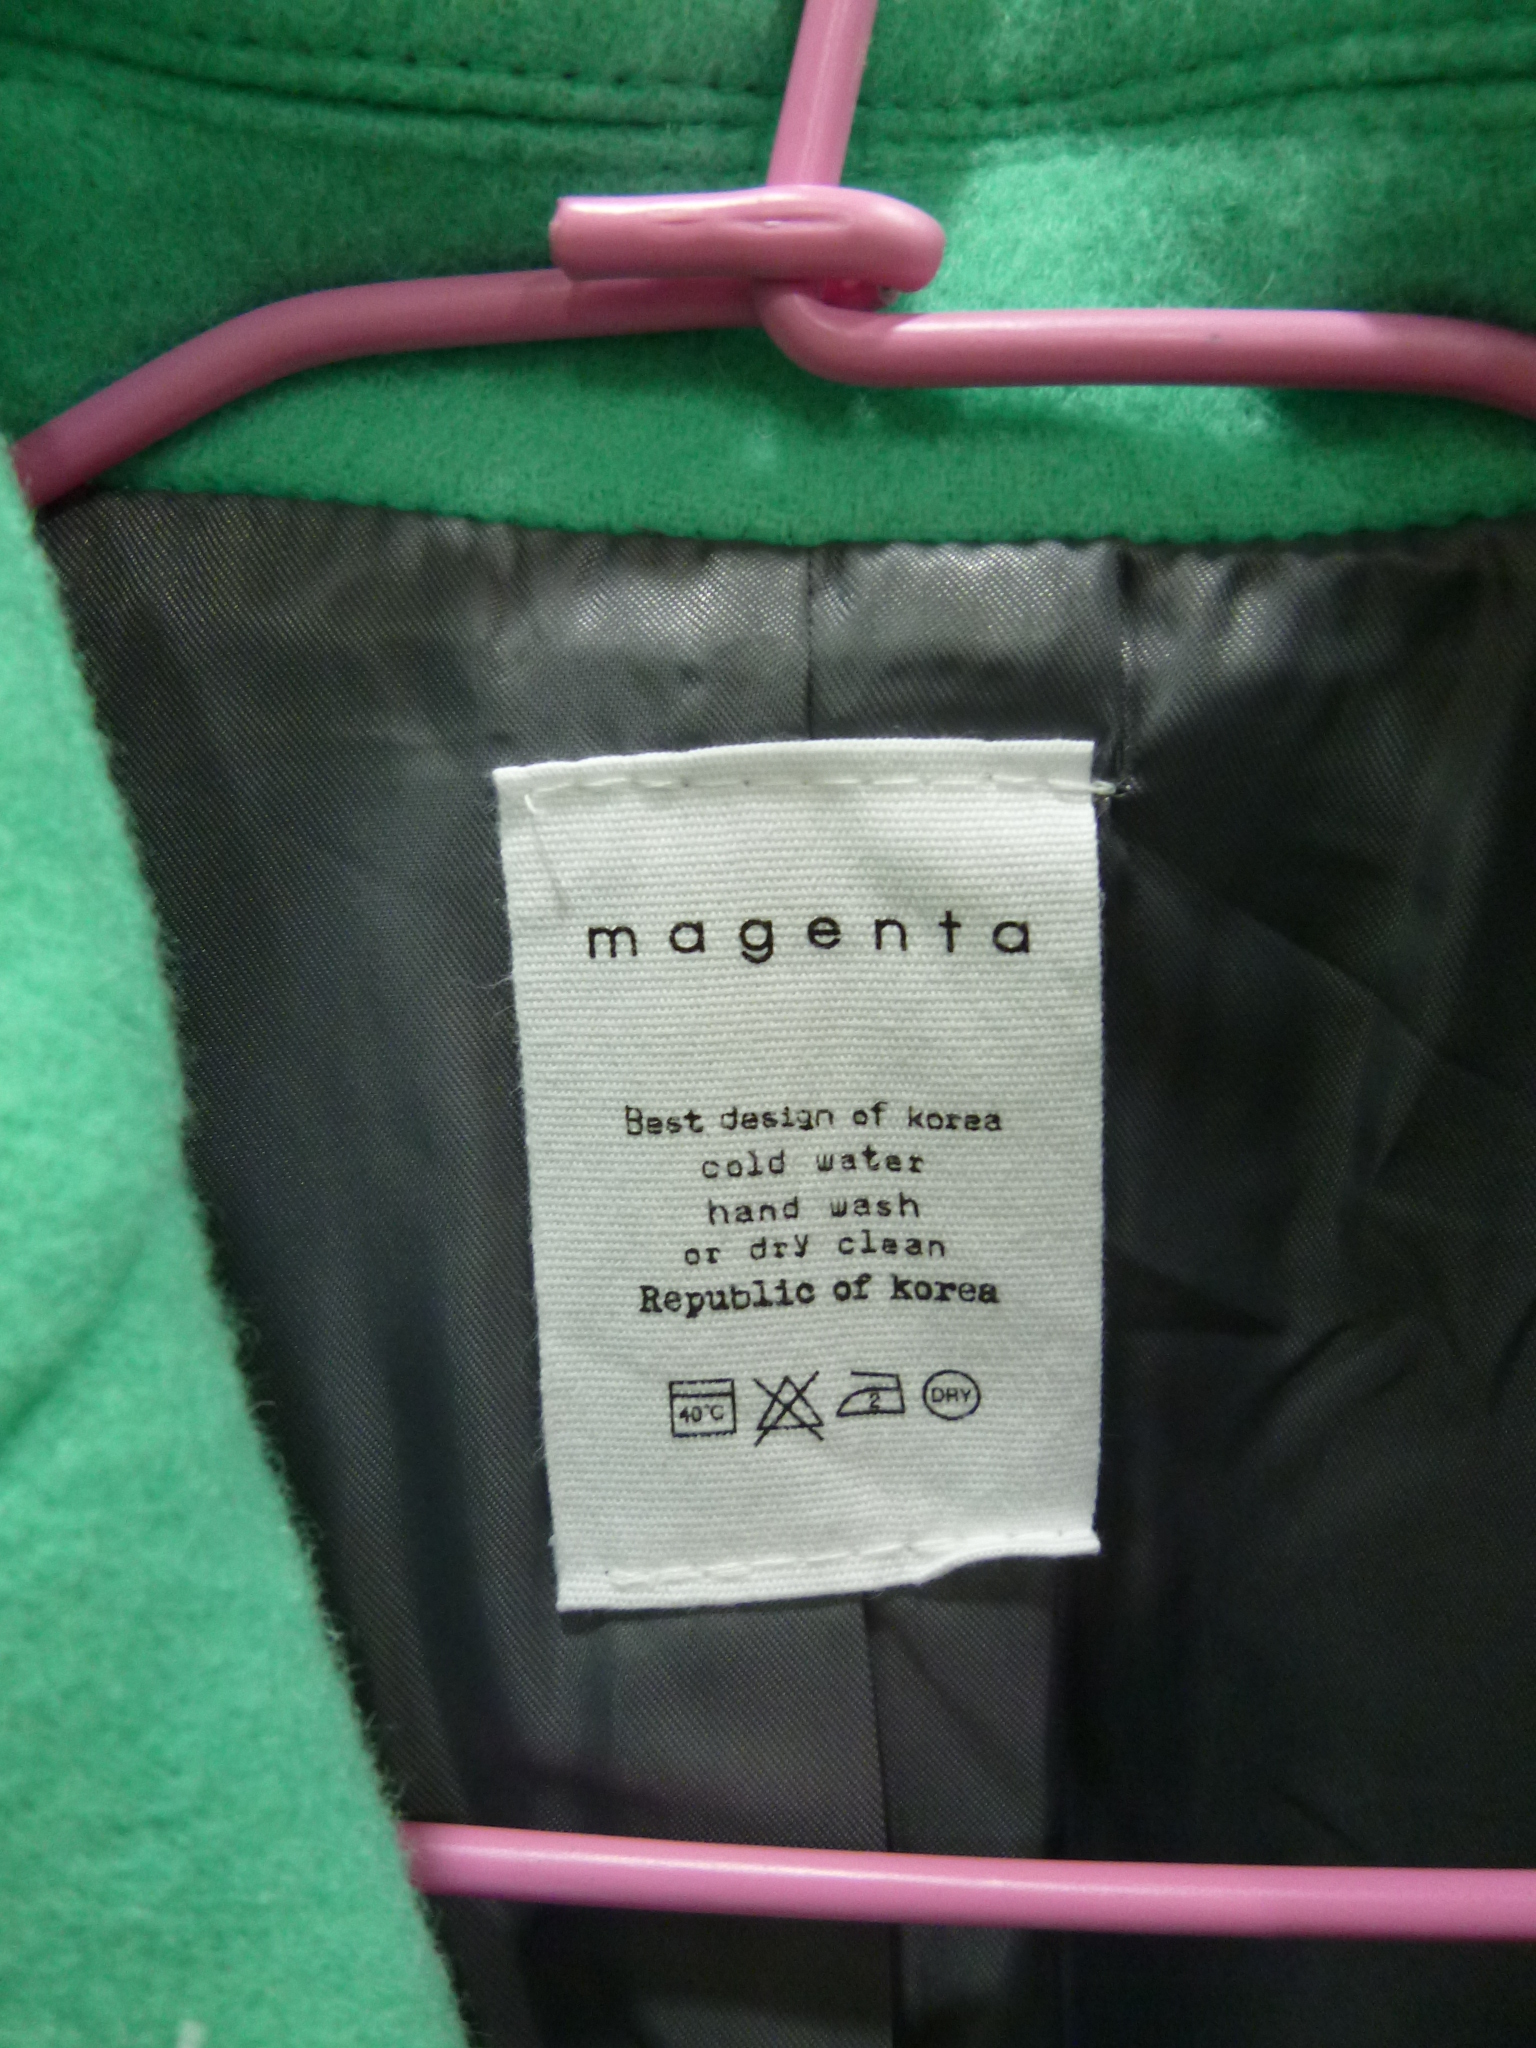 magenta
Best design of korea
cold water
hand wash
or dry clean
Republic of korea
40°C 2 DRY